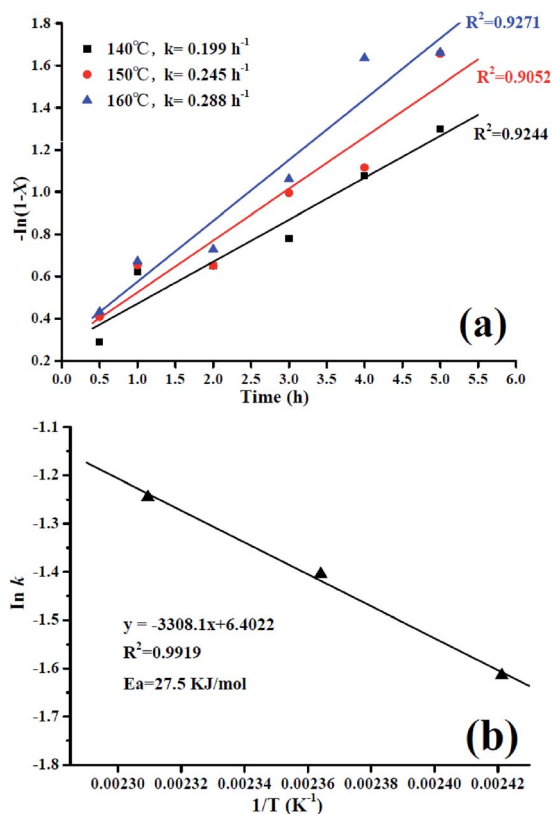 -In(1-X)
1.8
1.6
1.4
1.2
1.0
0.8
0.6
0.4
0.2
140℃, k= 0.199 h-1
150℃, k= 0.245 h-1
160℃, k= 0.288 h-1
R2=0.9271
R2=0.9052
R2=0.9244
(a)
0.0 0.5 1.0 1.5 2.0 2.5 3.0 3.5 4.0 4.5 5.0 5.5 6.0
Time (h)
In k
-1.1
-1.2
-1.3
-1.4
-1.5
-1.6
-1.7
-1.8
y = -3308.1x+6.4022
R2=0.9919
Ea=27.5 KJ/mol
(b)
0.00230 0.00232 0.00234 0.00236 0.00238 0.00240 0.00242
1/T (K-1)